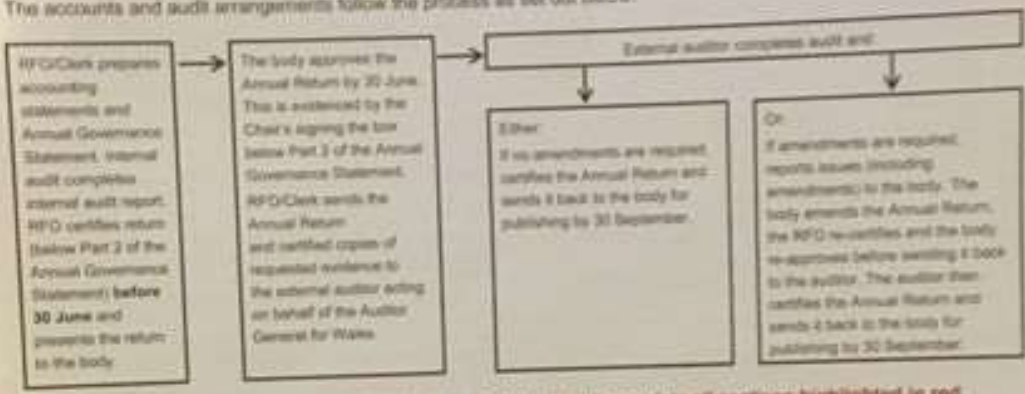 The accounts and audit arrangements follow the process as set out below.
RFO/Clerk prepares
accounting
statements and
Annual Governance
Statement. Internal
audit completes
internal audit report.
RFO certifies return
(below Part 2 of the
Annual Governance
Statement) before
30 June and
presents the return
to the body
The body approves the
Annual Return by 30 June.
This is evidenced by the
Chair's signing the box
below Part 2 of the Annual
Governance Statement.
RFO/Clerk sends the
Annual Return
and certified copies of
requested evidence to
the external auditor acting
on behalf of the Auditor
General for Wales
External auditor completes audit and
Either:
If no amendments are required,
certifies the Annual Return and
sends it back to the body for
publishing by 30 September.
Or:
If amendments are required,
reports issues (including
amendments) to the body. The
body amends the Annual Return,
the RFO re-certifies and the body
re-approves before sending it back
to the auditor. The auditor then
certifies the Annual Return and
sends it back to the body for
publishing by 30 September.
all sections highlighted in red